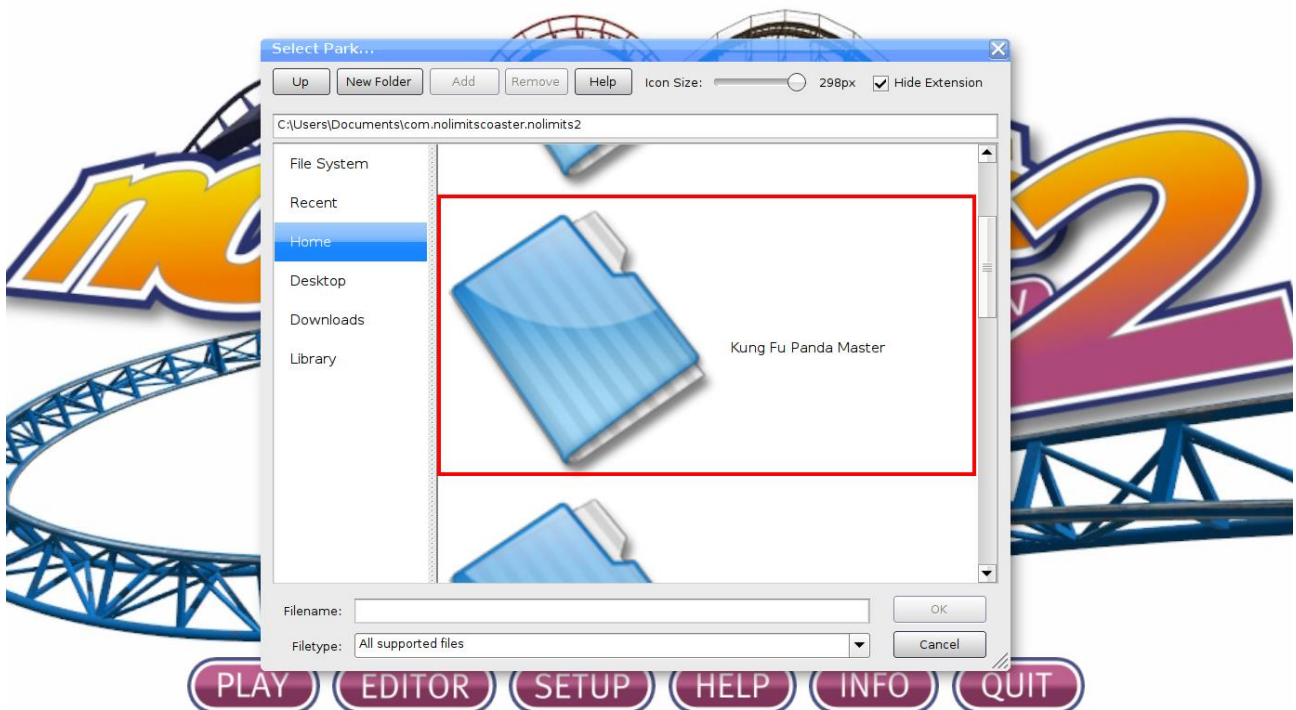 Select Park...
Up New Folder Add Remove Help Icon Size: 298px Hide Extension
C:\Users\Documents\com.nolimitscoaster.nolimits2
File System
Recent
Home
Desktop
Downloads
Library
Kung Fu Panda Master
Filename: OK
Filetype: All supported files Cancel
2
PLAY EDITOR SETUP HELP INFO QUIT